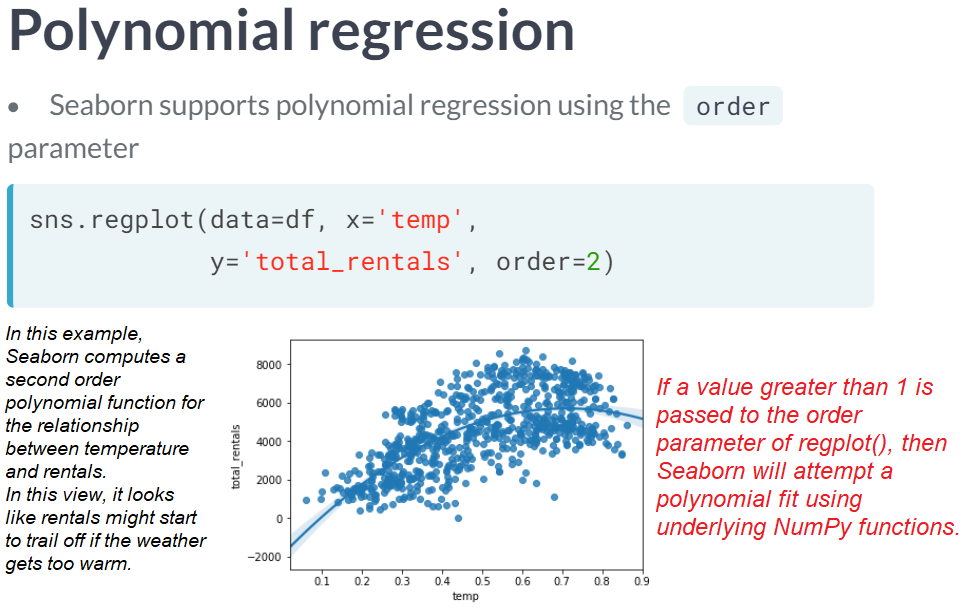 Polynomial regression
• Seaborn supports polynomial regression using the order
parameter
sns.regplot(data=df, x='temp',
y='total_rentals', order=2)
In this example,
Seaborn computes a
second order
polynomial function for
the relationship
between temperature
and rentals.
In this view, it looks
like rentals might start
to trail off if the weather
gets too warm.
8000
6000
4000
2000
0
−2000
total_rentals
0.1 0.2 0.3 0.4 0.5 0.6 0.7 0.8 0.9
temp
If a value greater than 1 is
passed to the order
parameter of regplot(), then
Seaborn will attempt a
polynomial fit using
underlying NumPy functions.